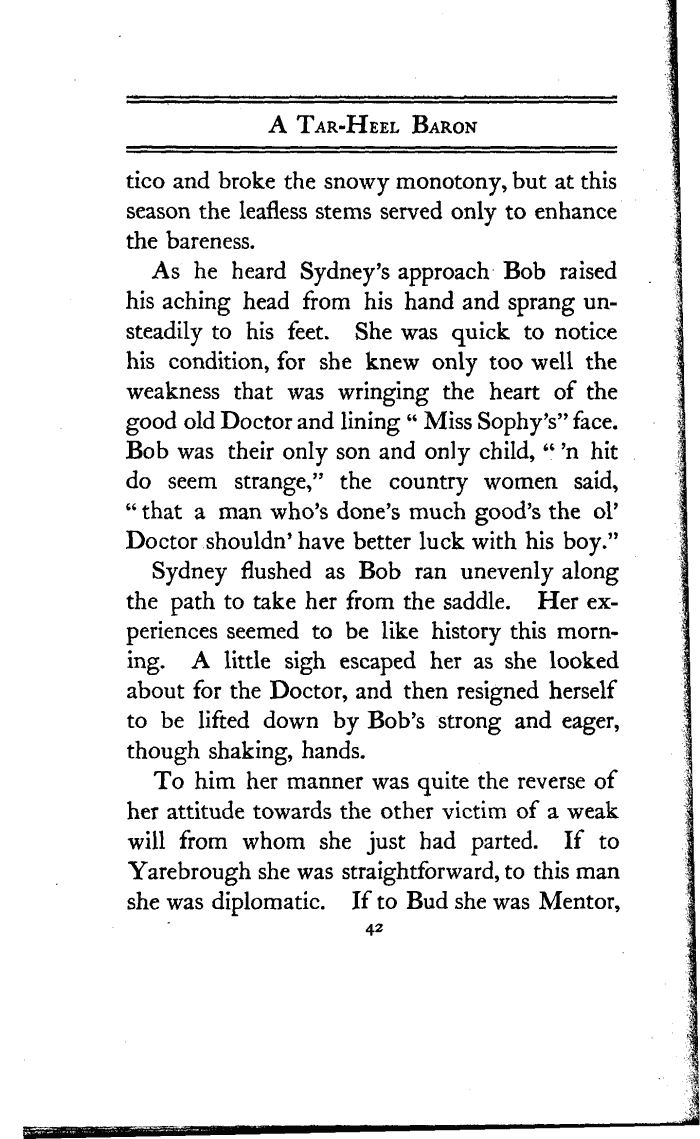 A Tar-Heel Baron
tico and broke the snowy monotony, but at this
season the leafless stems served only to enhance
the bareness.
As he heard Sydney's approach Bob raised
his aching head from his hand and sprang un-
steadily to his feet. She was quick to notice
his condition, for she knew only too well the
weakness that was wringing the heart of the
good old Doctor and lining “ Miss Sophy's” face.
Bob was their only son and only child, “ 'n hit
do seem strange,” the country women said,
“ that a man who's done's much good's the ol'
Doctor shouldn' have better luck with his boy.”
Sydney flushed as Bob ran unevenly along
the path to take her from the saddle. Her ex-
periences seemed to be like history this morn-
ing. A little sigh escaped her as she looked
about for the Doctor, and then resigned herself
to be lifted down by Bob's strong and eager,
though shaking, hands.
To him her manner was quite the reverse of
her attitude towards the other victim of a weak
will from whom she just had parted. If to
Yarebrough she was straightforward, to this man
she was diplomatic. If to Bud she was Mentor,
42